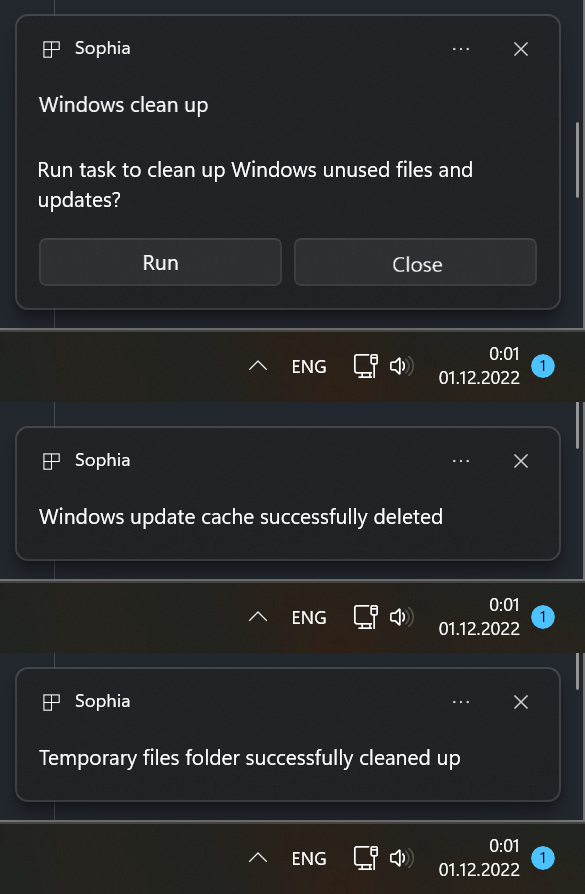 Sophia
Windows clean up
Run task to clean up Windows unused files and
updates?
Run
Close
ENG
0:01
01.12.2022
1
Sophia
Windows update cache successfully deleted
ENG
0:01
01.12.2022
1
Sophia
Temporary files folder successfully cleaned up
ENG
0:01
01.12.2022
1